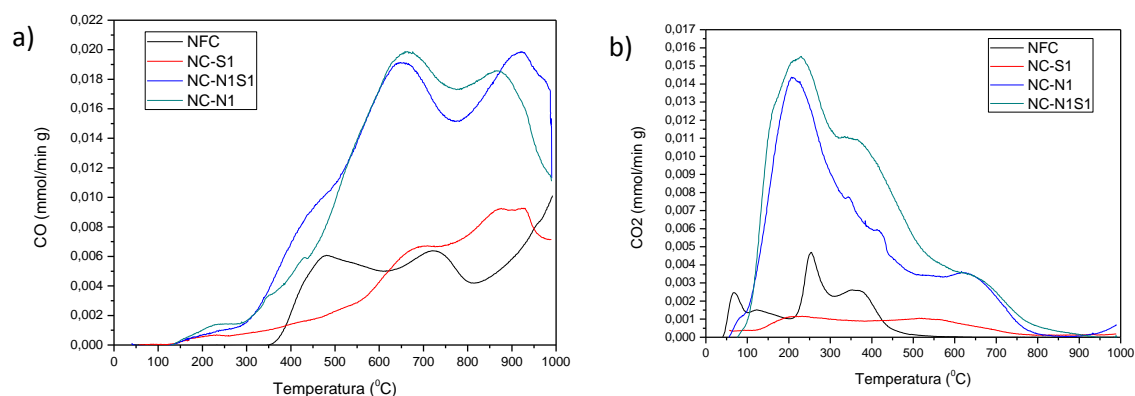 a)
0,022
0,020
0,018
0,016
0,014
0,012
0,010
0,008
0,006
0,004
0,002
0,000
CO (mmol/min g)
NFC
NC-S1
NC-N1S1
NC-N1
0 100 200 300 400 500 600 700 800 900 1000
Temperatura (⁰C)
b)
0,017
0,016
0,015
0,014
0,013
0,012
0,011
0,010
0,009
0,008
0,007
0,006
0,005
0,004
0,003
0,002
0,001
0,000
CO2 (mmol/min g)
NFC
NC-S1
NC-N1
NC-N1S1
0 100 200 300 400 500 600 700 800 900 1000
Temperatura (⁰C)